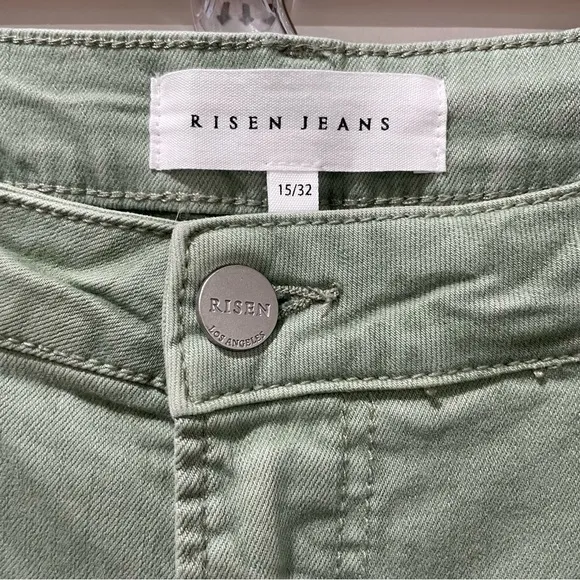 RISEN JEANS
15/32
RISEN
LOS ANGELES